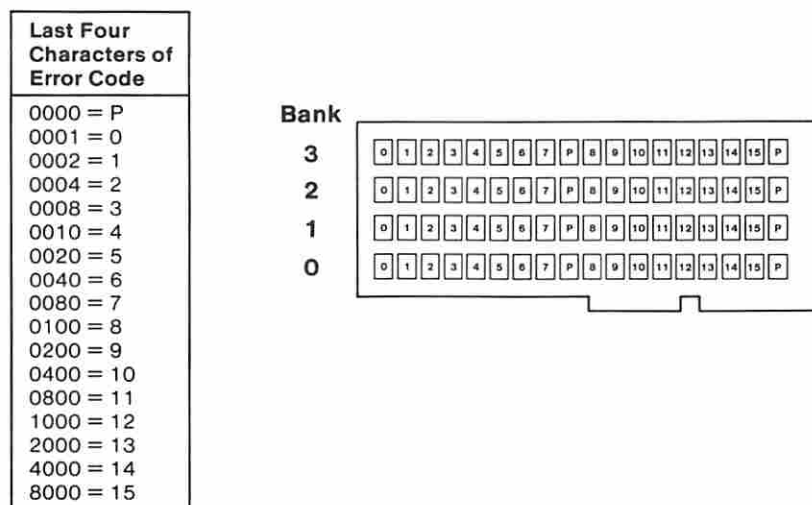 Last Four
Characters of
Error Code
0000 = P
0001 = 0
0002 = 1
0004 = 2
0008 = 3
0010 = 4
0020 = 5
0040 = 6
0080 = 7
0100 = 8
0200 = 9
0400 = 10
0800 = 11
1000 = 12
2000 = 13
4000 = 14
8000 = 15
Bank
3 0 1 2 3 4 5 6 7 P 8 9 10 11 12 13 14 15 P
2 0 1 2 3 4 5 6 7 P 8 9 10 11 12 13 14 15 P
1 0 1 2 3 4 5 6 7 P 8 9 10 11 12 13 14 15 P
0 0 1 2 3 4 5 6 7 P 8 9 10 11 12 13 14 15 P